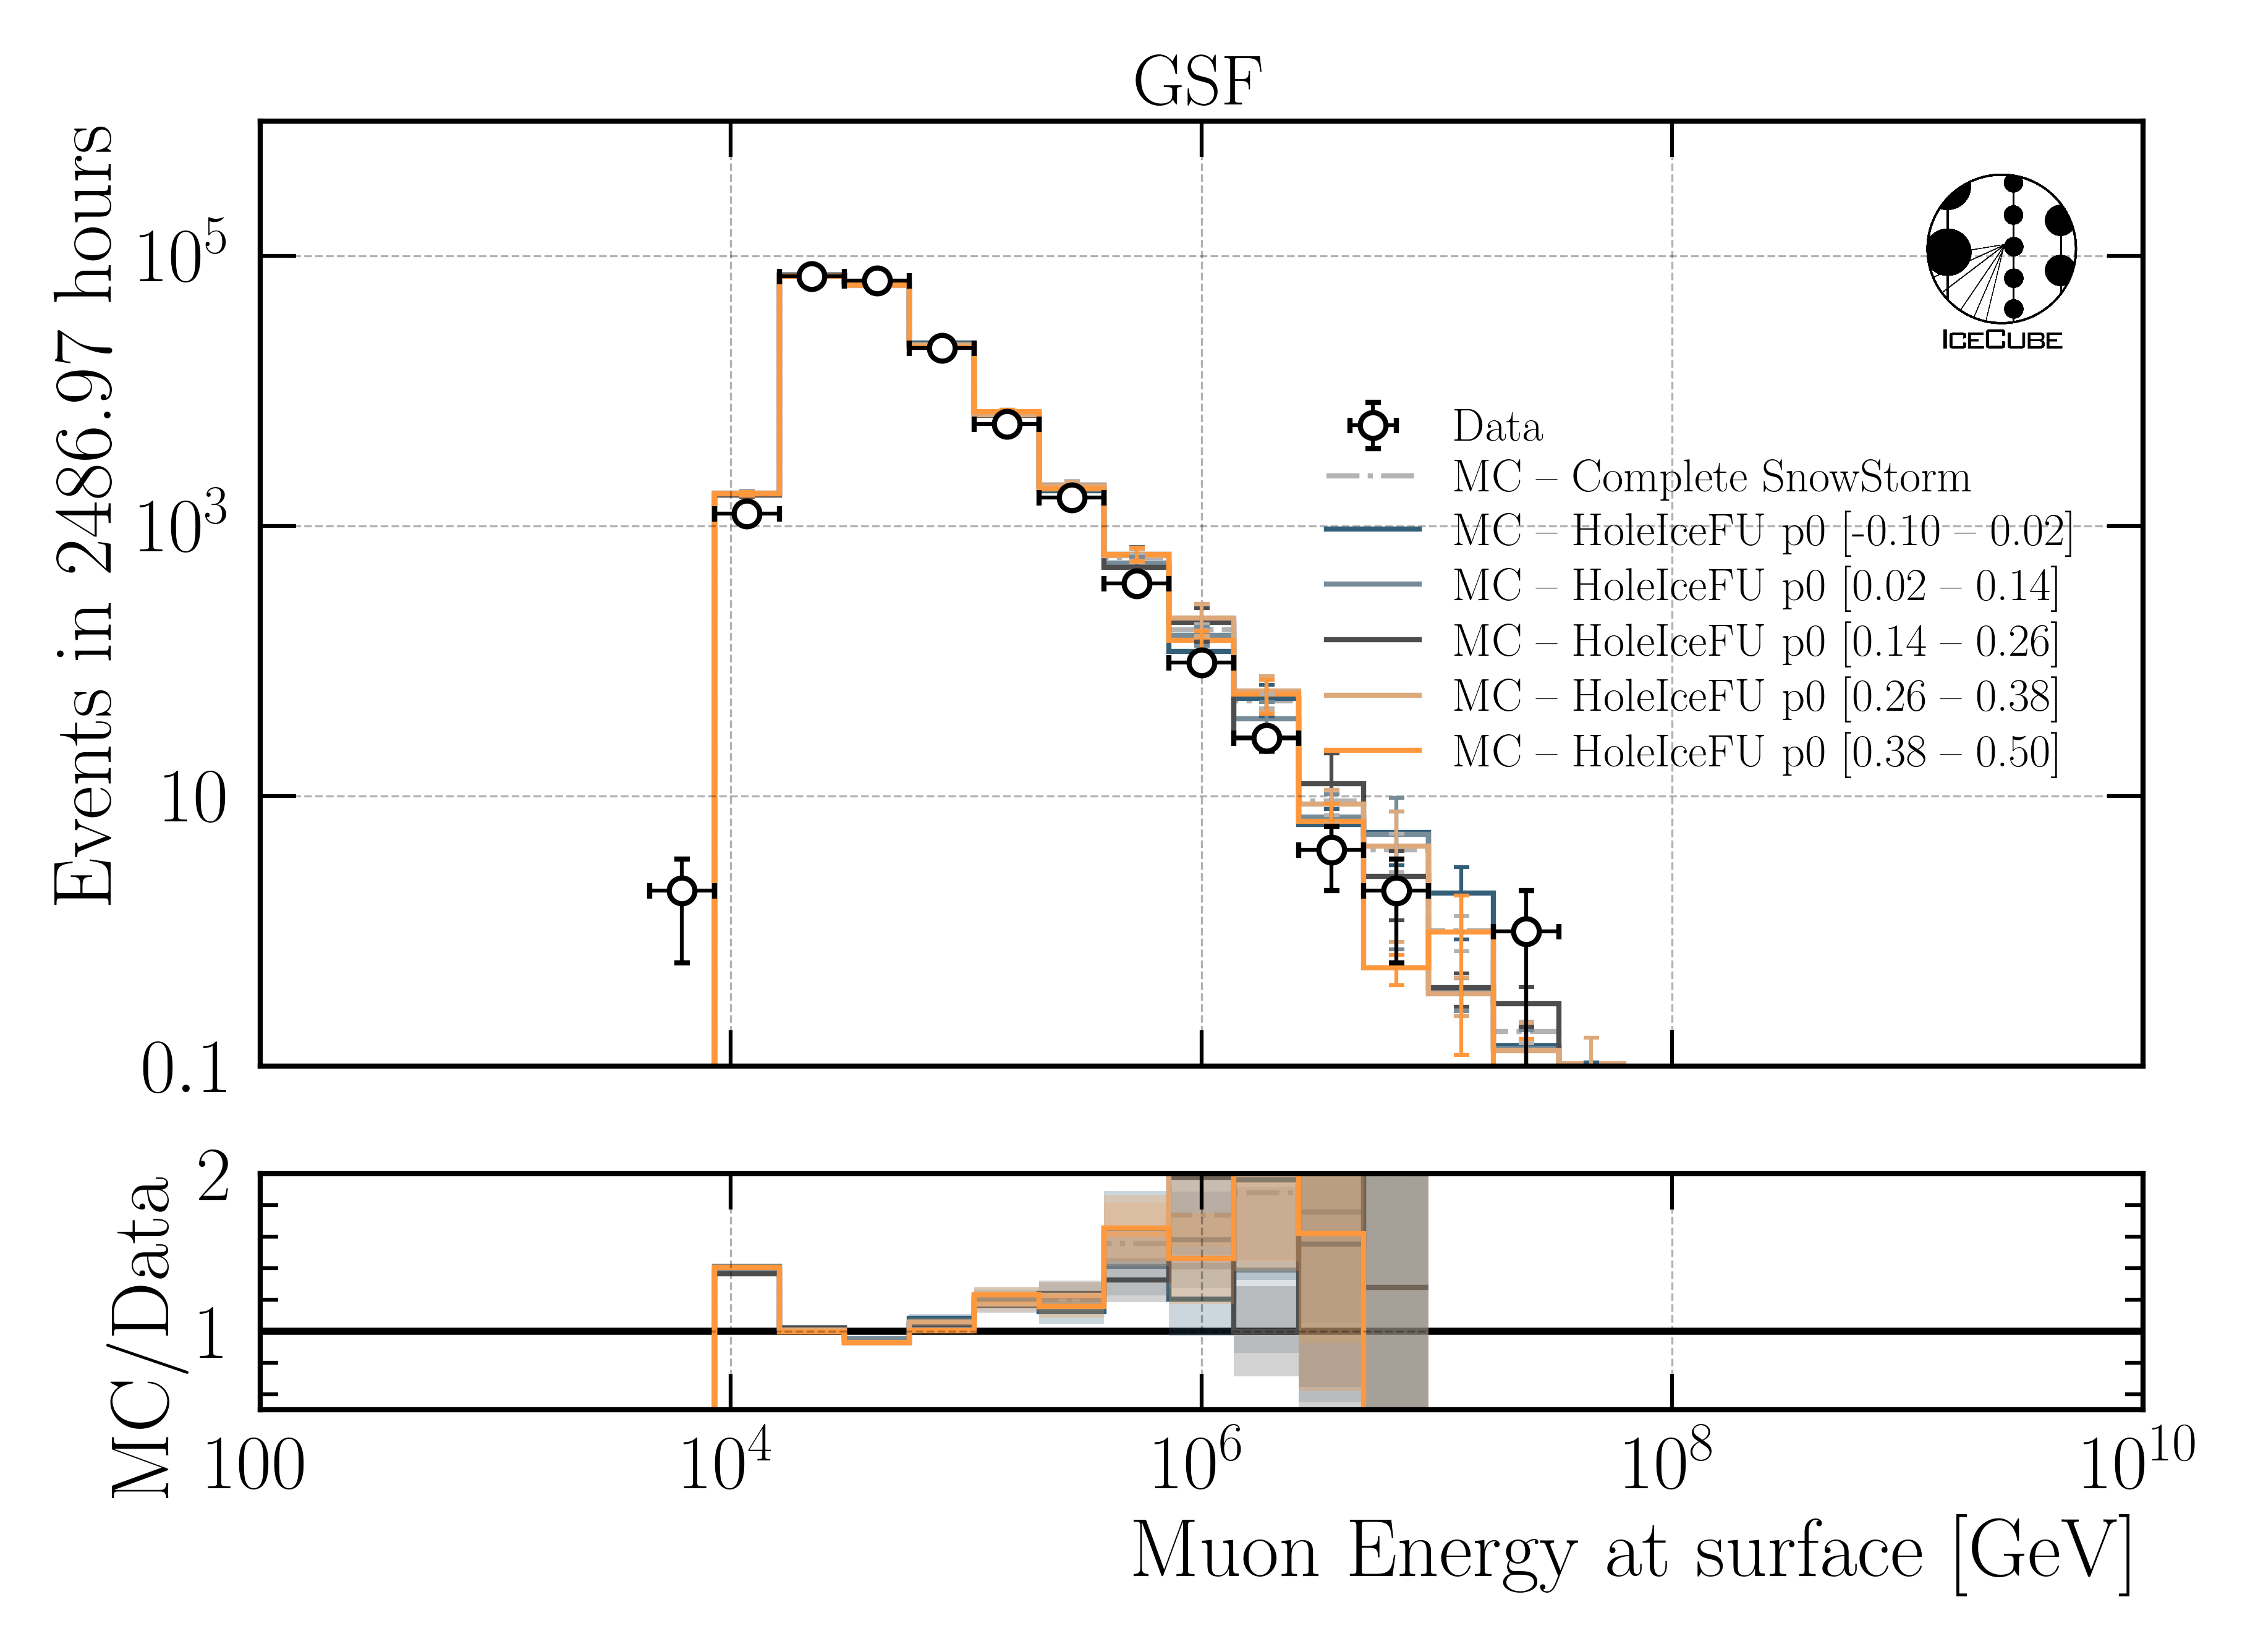 GSF
Events in 2486.97 hours
10^5
10^3
10
0.1
ICECUBE
Data
MC – Complete SnowStorm
MC – HoleIceFU p0 [-0.10 – 0.02]
MC – HoleIceFU p0 [0.02 – 0.14]
MC – HoleIceFU p0 [0.14 – 0.26]
MC – HoleIceFU p0 [0.26 – 0.38]
MC – HoleIceFU p0 [0.38 – 0.50]
MC/Data
2
1
100 10^4 10^6 10^8 10^10
Muon Energy at surface [GeV]